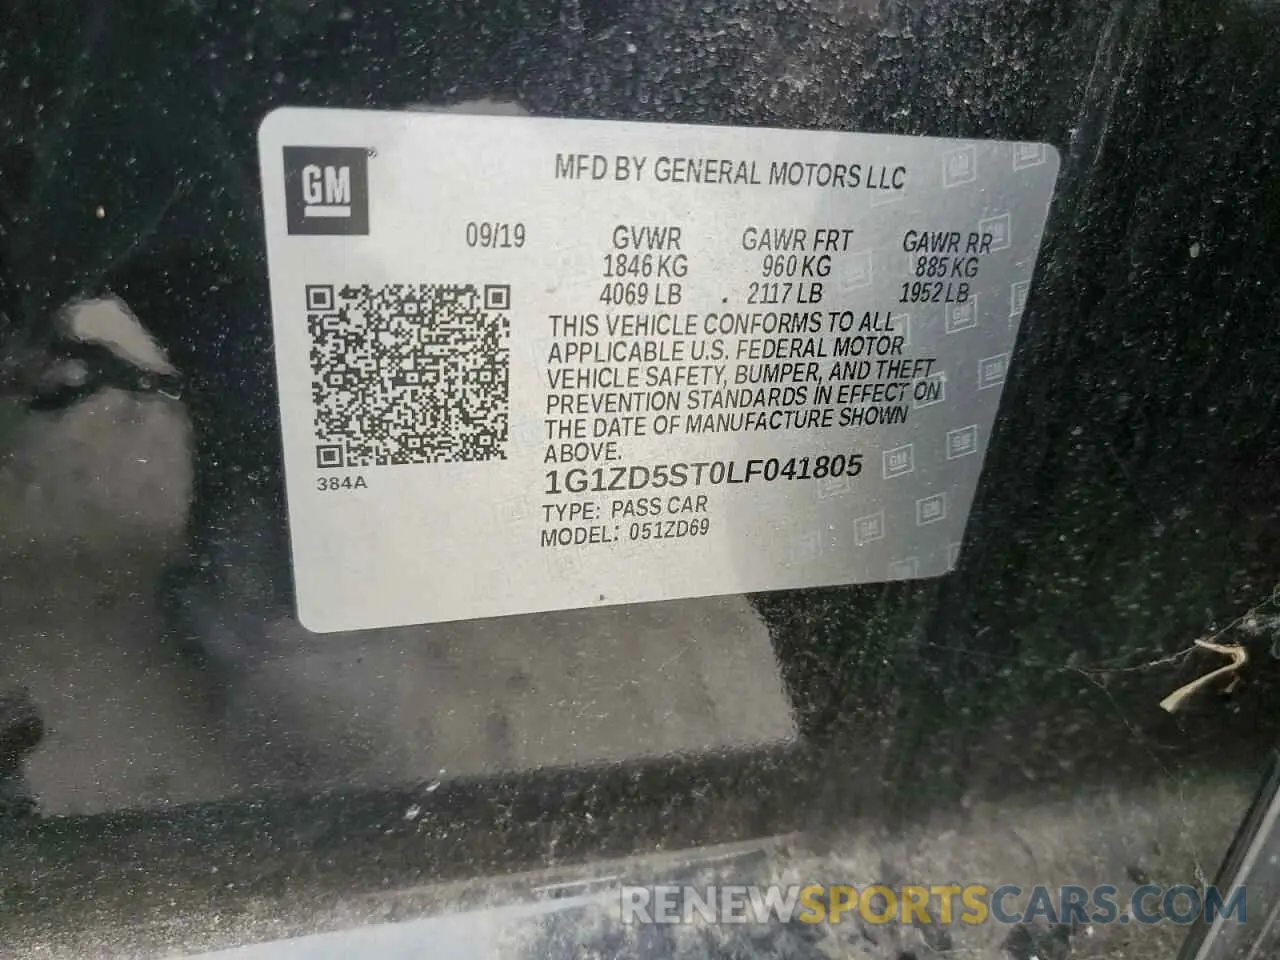 GM
MFD BY GENERAL MOTORS LLC
09/19 GVWR GAWR FRT GAWR RR
1846 KG 960 KG 885 KG
4069 LB 2117 LB 1952 LB
THIS VEHICLE CONFORMS TO ALL
APPLICABLE U.S. FEDERAL MOTOR
VEHICLE SAFETY, BUMPER, AND THEFT
PREVENTION STANDARDS IN EFFECT ON
THE DATE OF MANUFACTURE SHOWN
ABOVE.
384A
1G1ZD5ST0LF041805
TYPE: PASS CAR
MODEL: 051ZD69
RENEWSPORTSCARS.COM